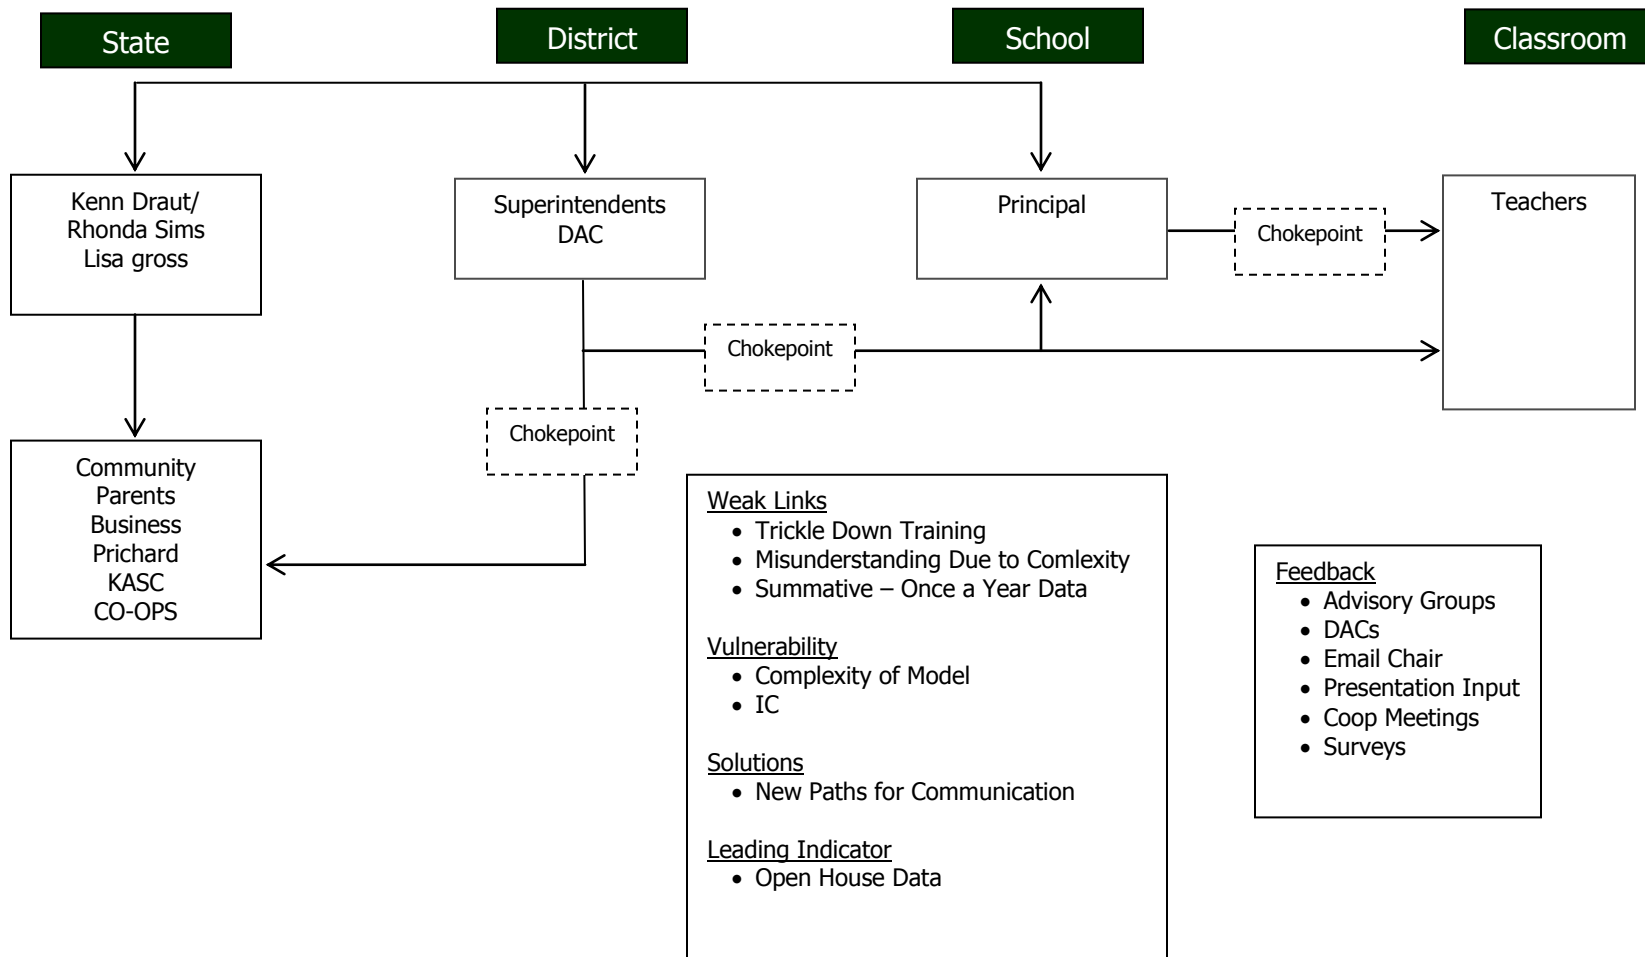 State
District
School
Classroom
Kenn Draut/
Rhonda Sims
Lisa gross
Superintendents
DAC
Principal
Chokepoint
Teachers
Chokepoint
Chokepoint
Community
Parents
Business
Prichard
KASC
CO-OPS
Weak Links
• Trickle Down Training
• Misunderstanding Due to Comlexity
• Summative – Once a Year Data
Vulnerability
• Complexity of Model
• IC
Solutions
• New Paths for Communication
Leading Indicator
• Open House Data
Feedback
• Advisory Groups
• DACs
• Email Chair
• Presentation Input
• Coop Meetings
• Surveys